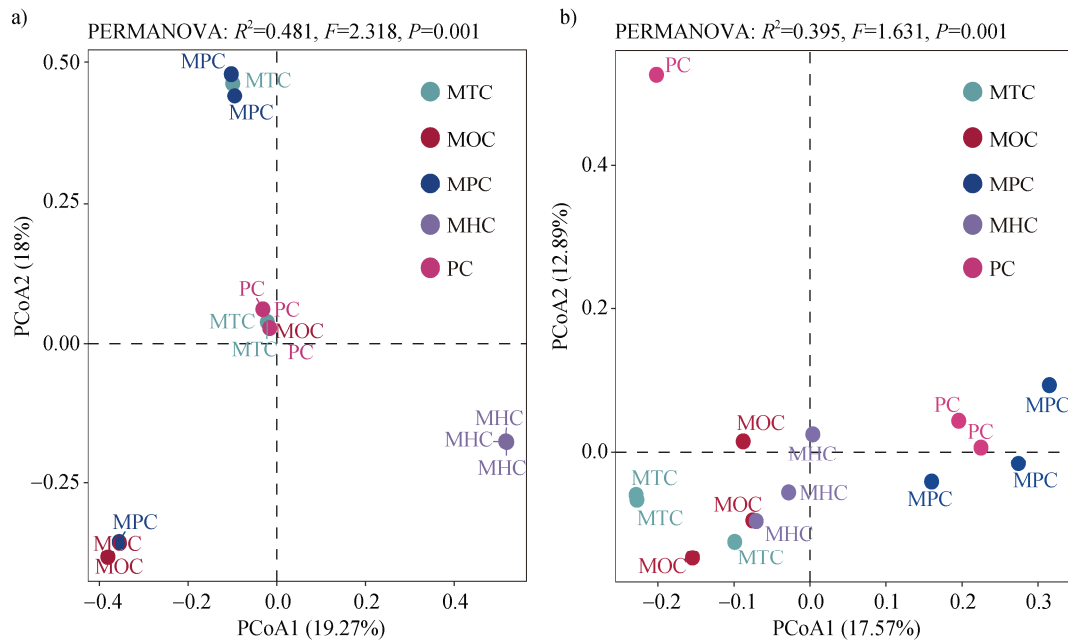 a)
PERMANOVA: R²=0.481, F=2.318, P=0.001
0.50
0.25
0.00
−0.25
PCoA2 (18%)
MPC
MTC
MPC
MTC
MOC
MPC
MHC
PC
PC
PC
MTC
MOC
MTC
PC
MHC
MHC
MHC
MPC
MOC
MOC
−0.4
−0.2
0.0
0.2
0.4
PCoA1 (19.27%)
b)
PERMANOVA: R²=0.395, F=1.631, P=0.001
0.4
0.2
0.0
PCoA2 (12.89%)
PC
MTC
MOC
MPC
MHC
PC
MPC
PC
PC
MOC
MHC
MPC
MPC
MTC
MTC
MHC
MOC
MHC
MTC
MOC
−0.2
−0.1
0.0
0.1
0.2
0.3
PCoA1 (17.57%)